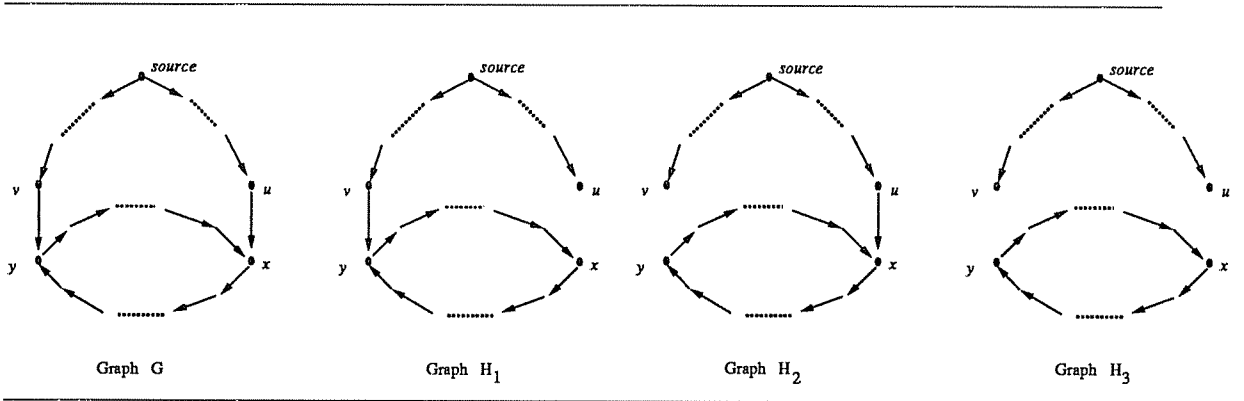 source source source source
v u v u v u v u
y x y x y x y x
Graph G Graph H1 Graph H2 Graph H3